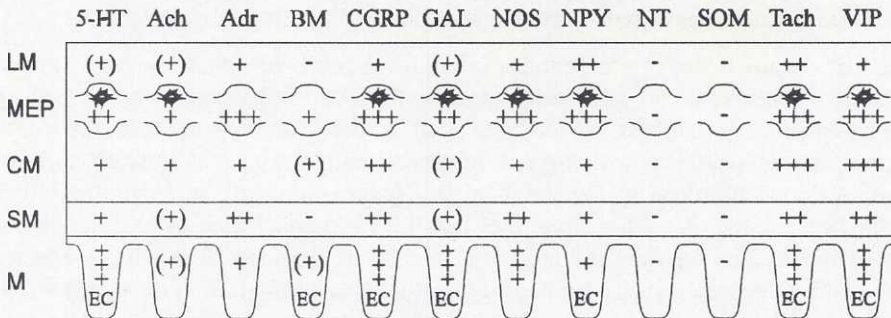 5-HT Ach Adr BM CGRP GAL NOS NPY NT SOM Tach VIP
LM (+) (+) + + (+) + ++ - - ++ +
MEP ++ + +++ + +++ ++ +++ +++ - - +++ +++
CM + + + (+) ++ (+) ++ + - - ++ +++
SM + (+) ++ ++ (+) ++ + ++ ++
M +++ (+) + (+) +++ +++ +++ + +++ +++
EC EC EC EC EC EC EC